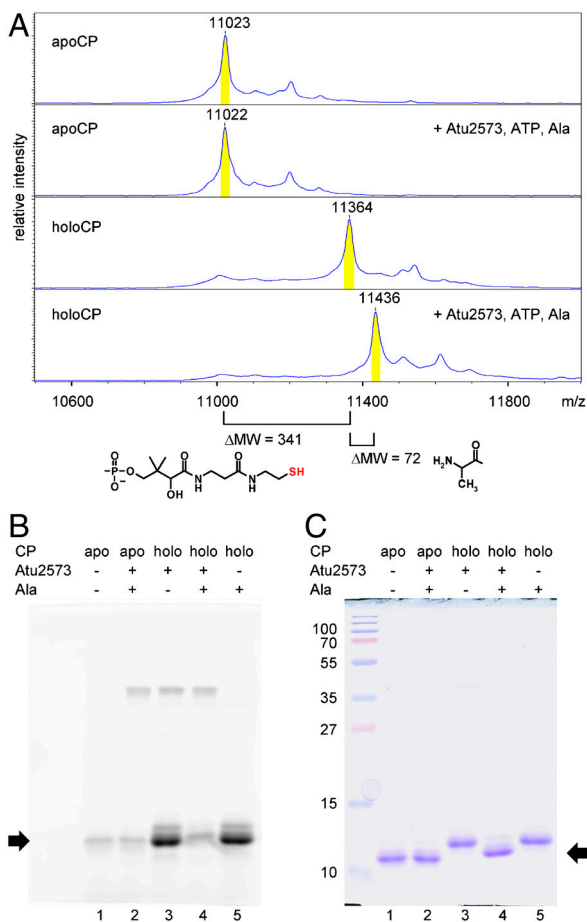 A
relative intensity
11023
apoCP
11022
apoCP + Atu2573, ATP, Ala
11364
holoCP
11436
holoCP + Atu2573, ATP, Ala
10600 11000 11400 11800 m/z
ΔMW = 341
ΔMW = 72
O O O
⁻O-P-O N H N H SH
O⁻ OH
H₂N O
CH₃
B
CP apo apo holo holo holo
Atu2573 - + + + -
Ala - + - + +
1 2 3 4 5
C
CP apo apo holo holo holo
Atu2573 - + + + -
Ala - + - + +
100
70
55
35
27
15
10
1 2 3 4 5